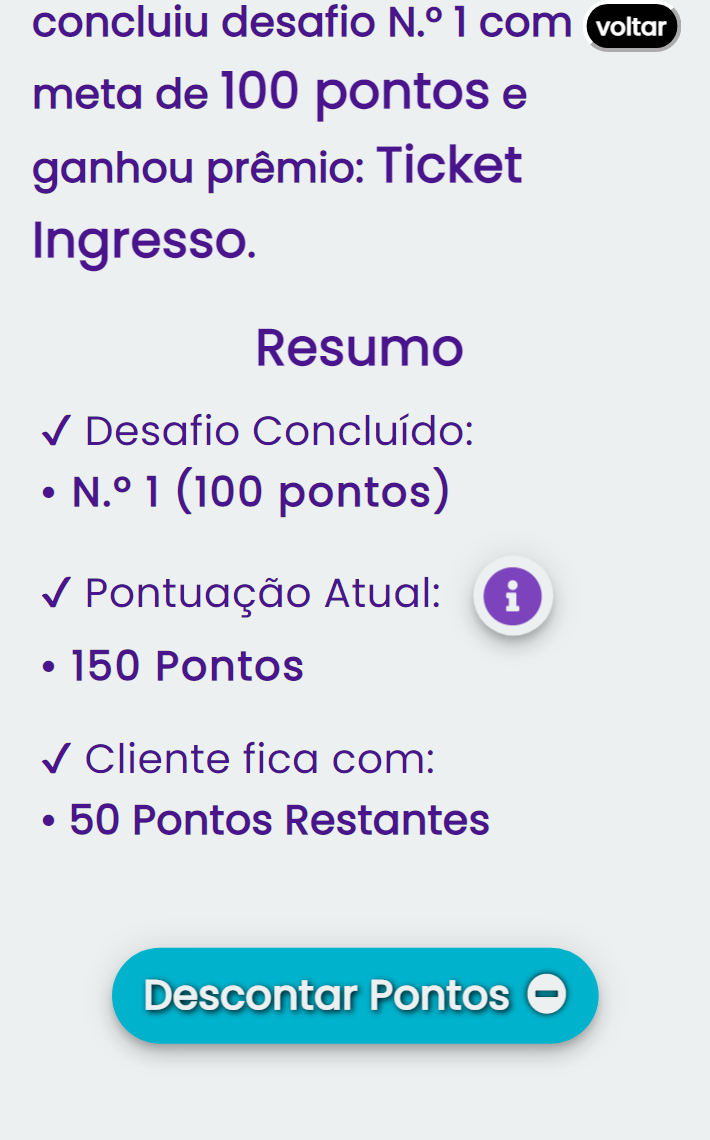 concluiu desafio N.º 1 com voltar
meta de 100 pontos e
ganhou prêmio: Ticket
Ingresso.
Resumo
✓ Desafio Concluído:
• N.º 1 (100 pontos)
✓ Pontuação Atual: i
• 150 Pontos
✓ Cliente fica com:
• 50 Pontos Restantes
Descontar Pontos